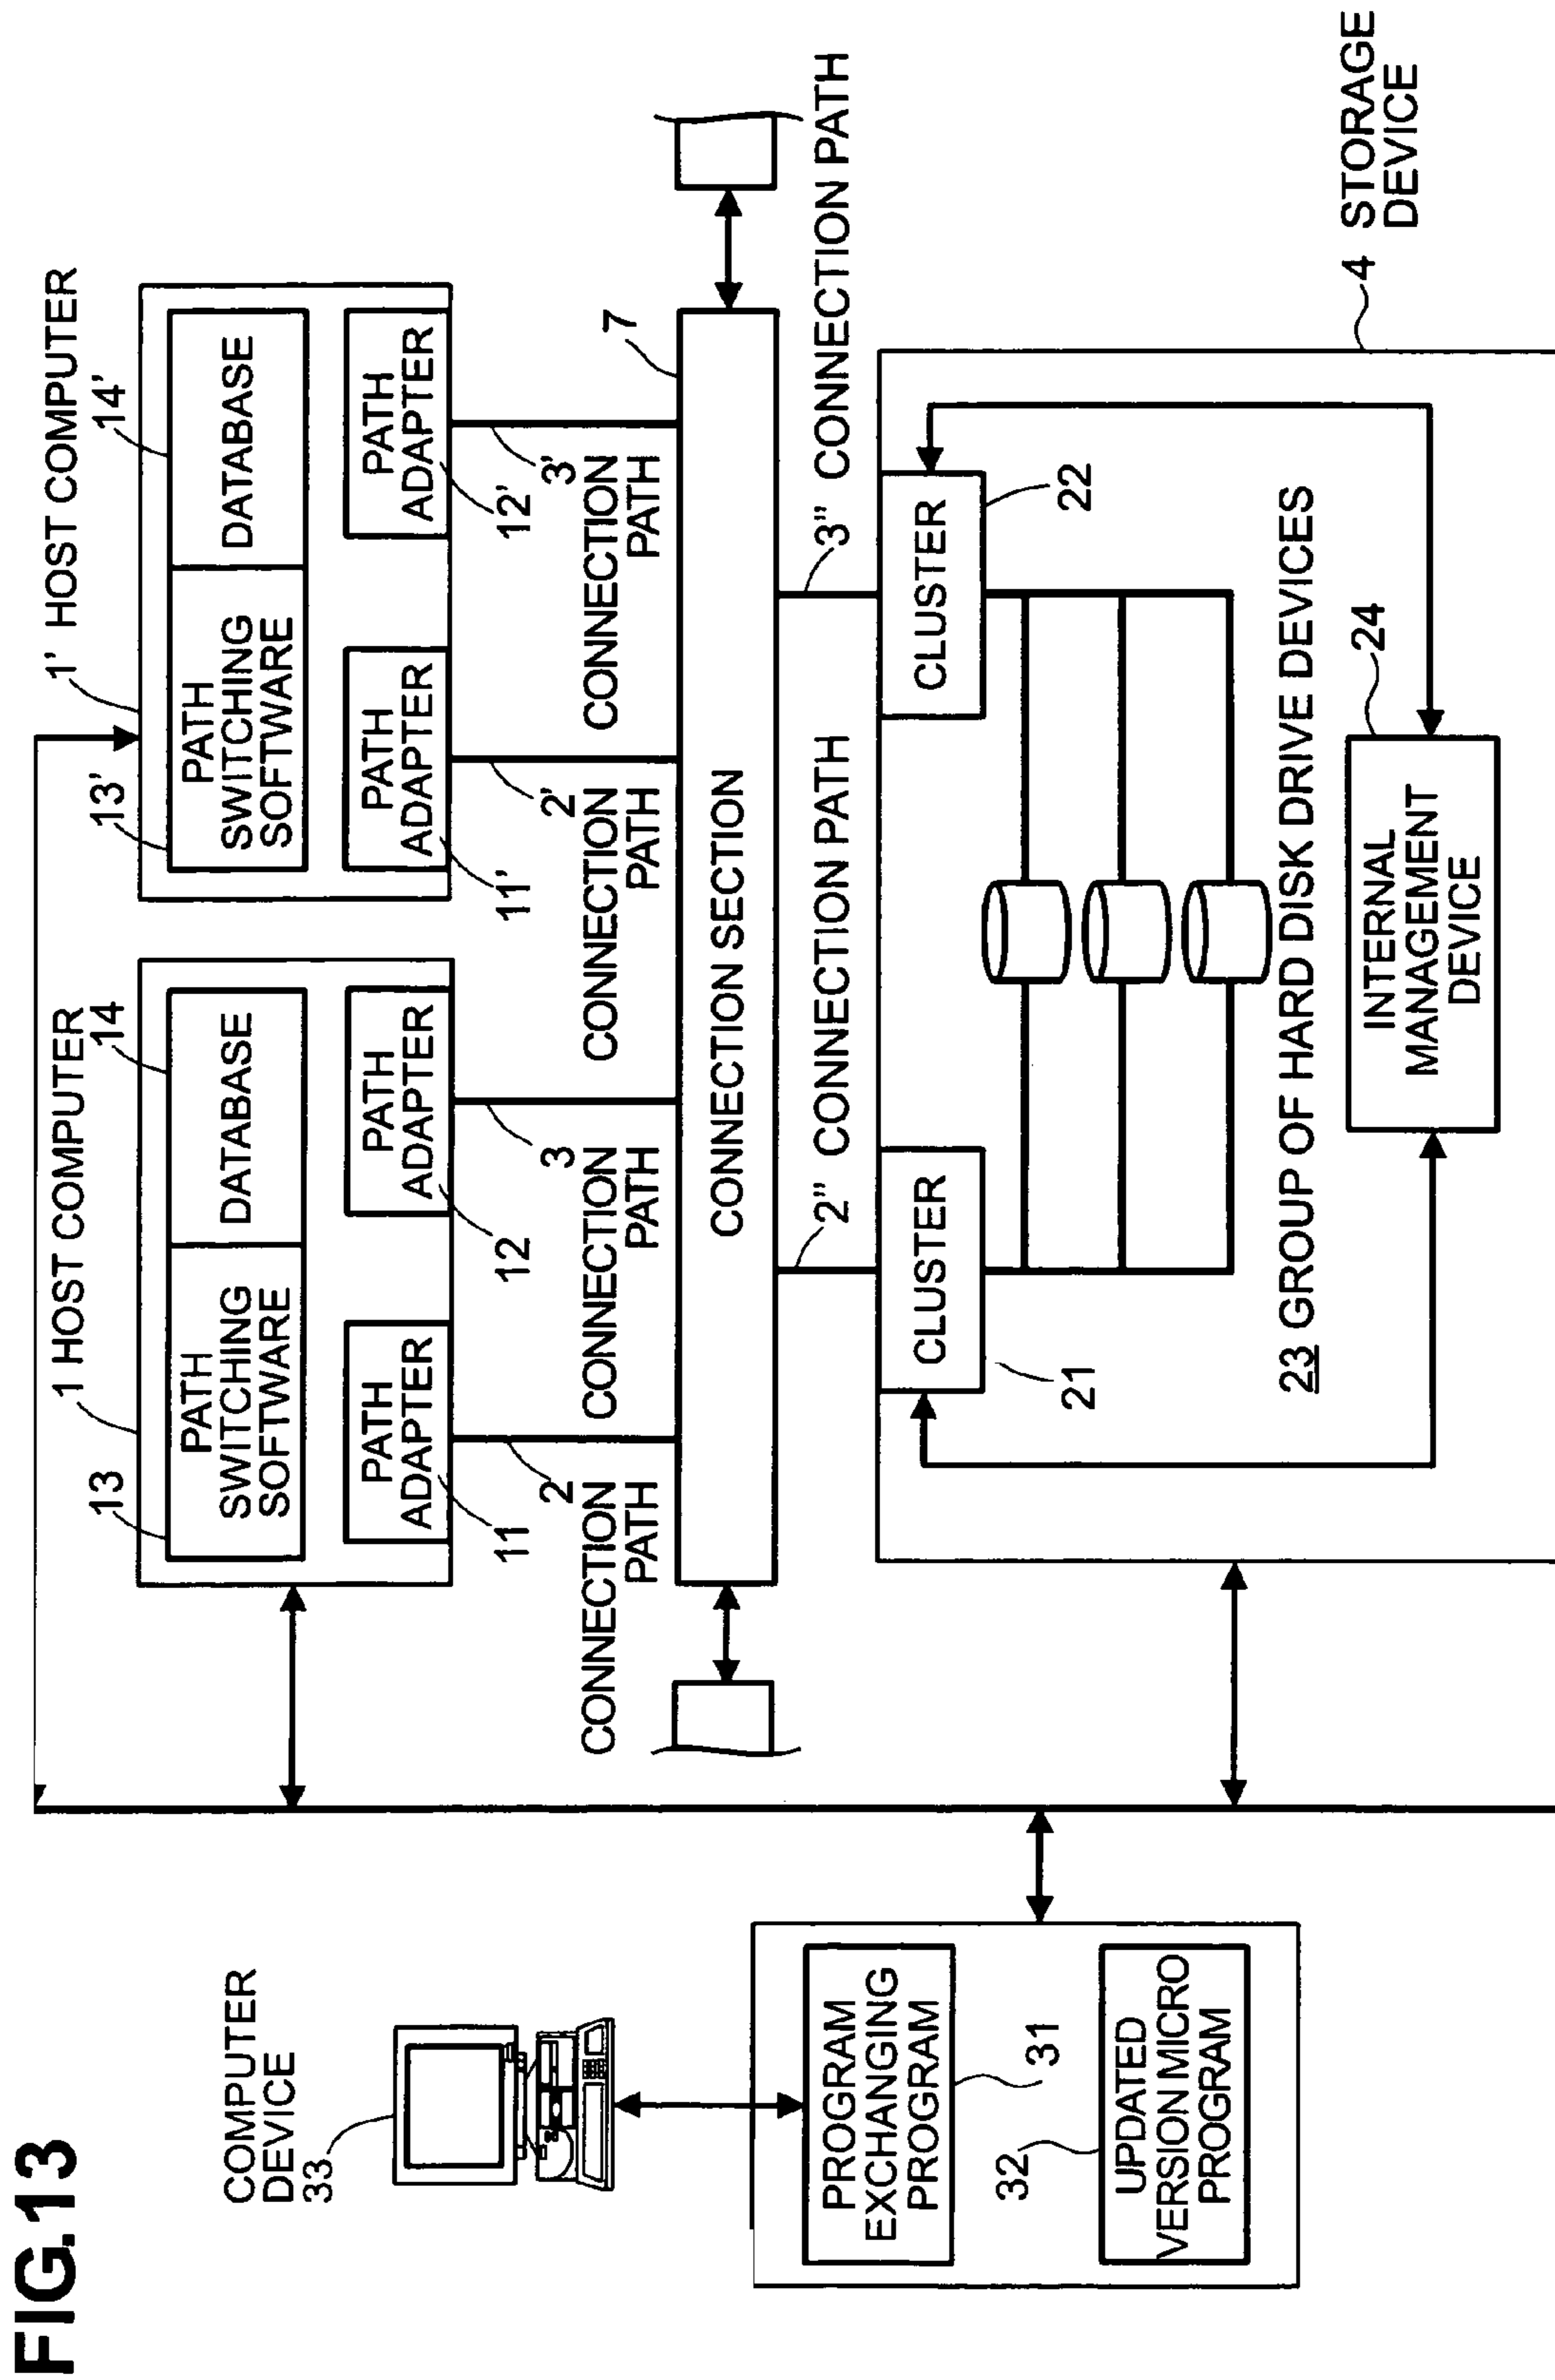 FIG.13
COMPUTER
DEVICE
33
PROGRAM
EXCHANGING
PROGRAM
31
32
UPDATED
VERSION MICRO
PROGRAM
1 HOST COMPUTER
13
14
PATH
SWITCHING
SOFTWARE
DATABASE
PATH
ADAPTER
PATH
ADAPTER
11
12
2
CONNECTION
PATH
3
CONNECTION
PATH
1' HOST COMPUTER
13'
14'
PATH
SWITCHING
SOFTWARE
DATABASE
PATH
ADAPTER
PATH
ADAPTER
11'
12'
2'
CONNECTION
PATH
3'
CONNECTION
PATH
7
CONNECTION SECTION
2" CONNECTION PATH
3" CONNECTION PATH
4 STORAGE
DEVICE
CLUSTER
21
CLUSTER
22
23 GROUP OF HARD DISK DRIVE DEVICES
24
INTERNAL
MANAGEMENT
DEVICE